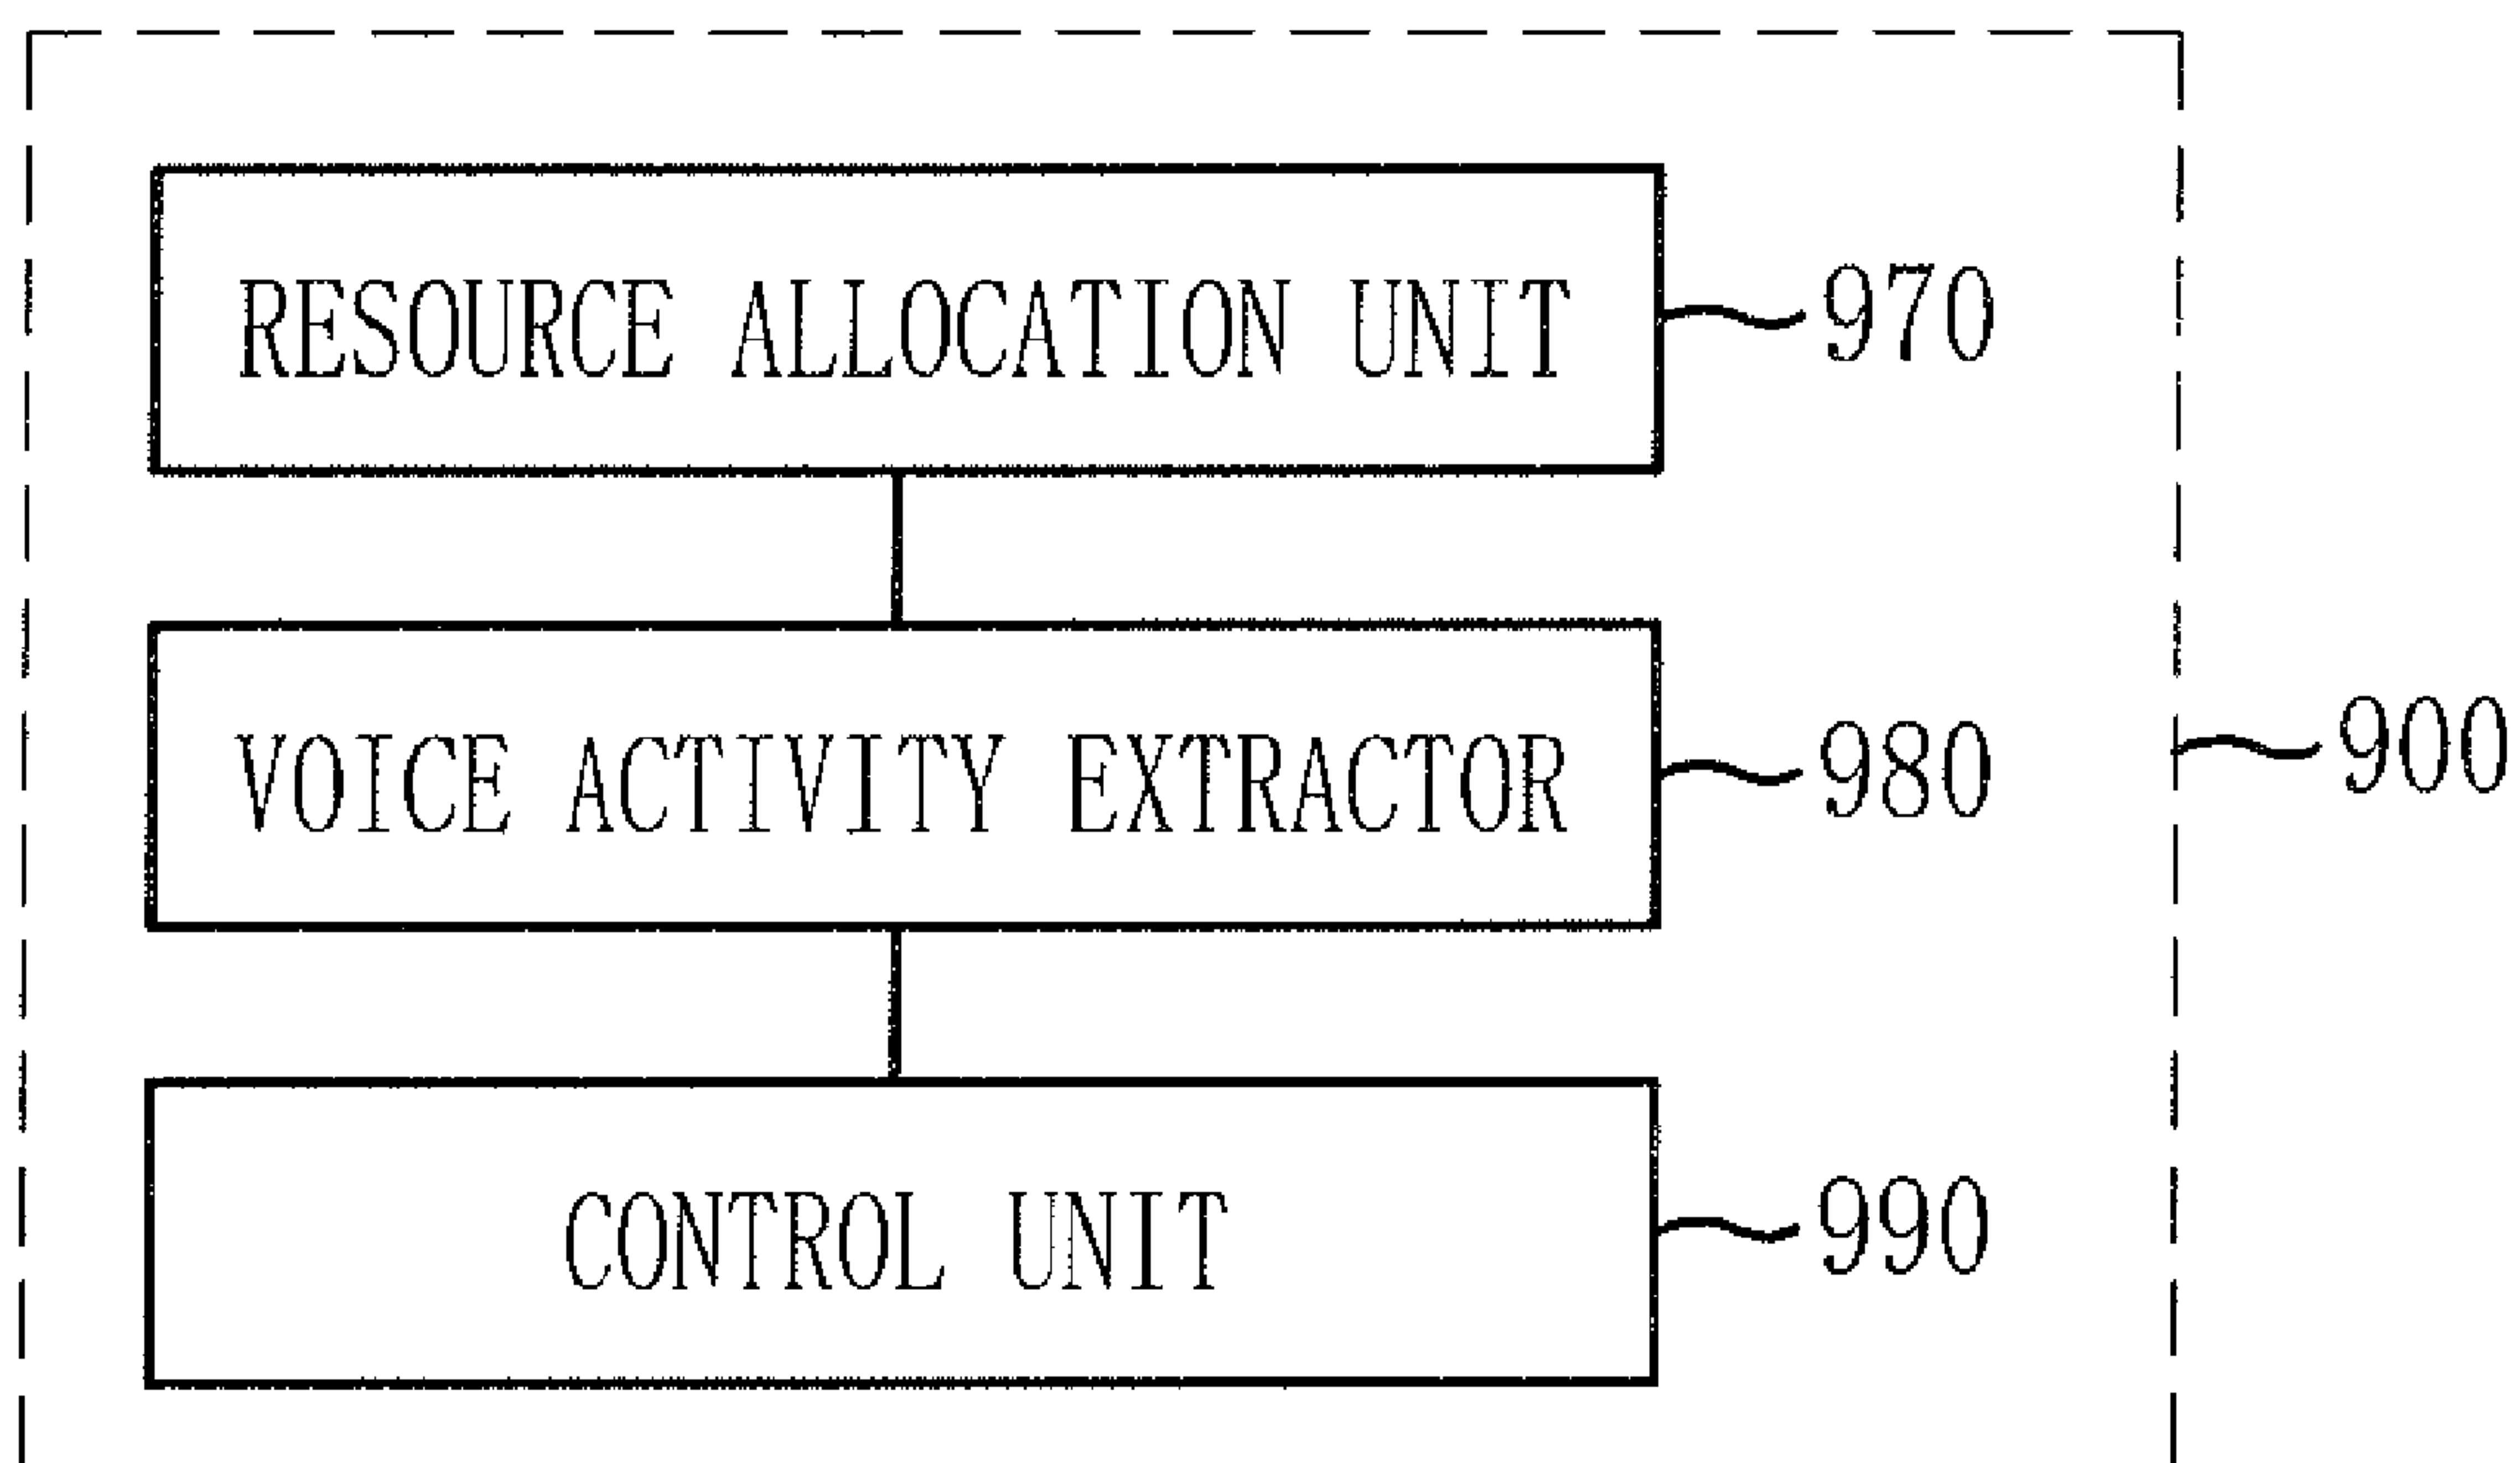 RESOURCE ALLOCATION UNIT 970
VOICE ACTIVITY EXTRACTOR 980
900
CONTROL UNIT 990